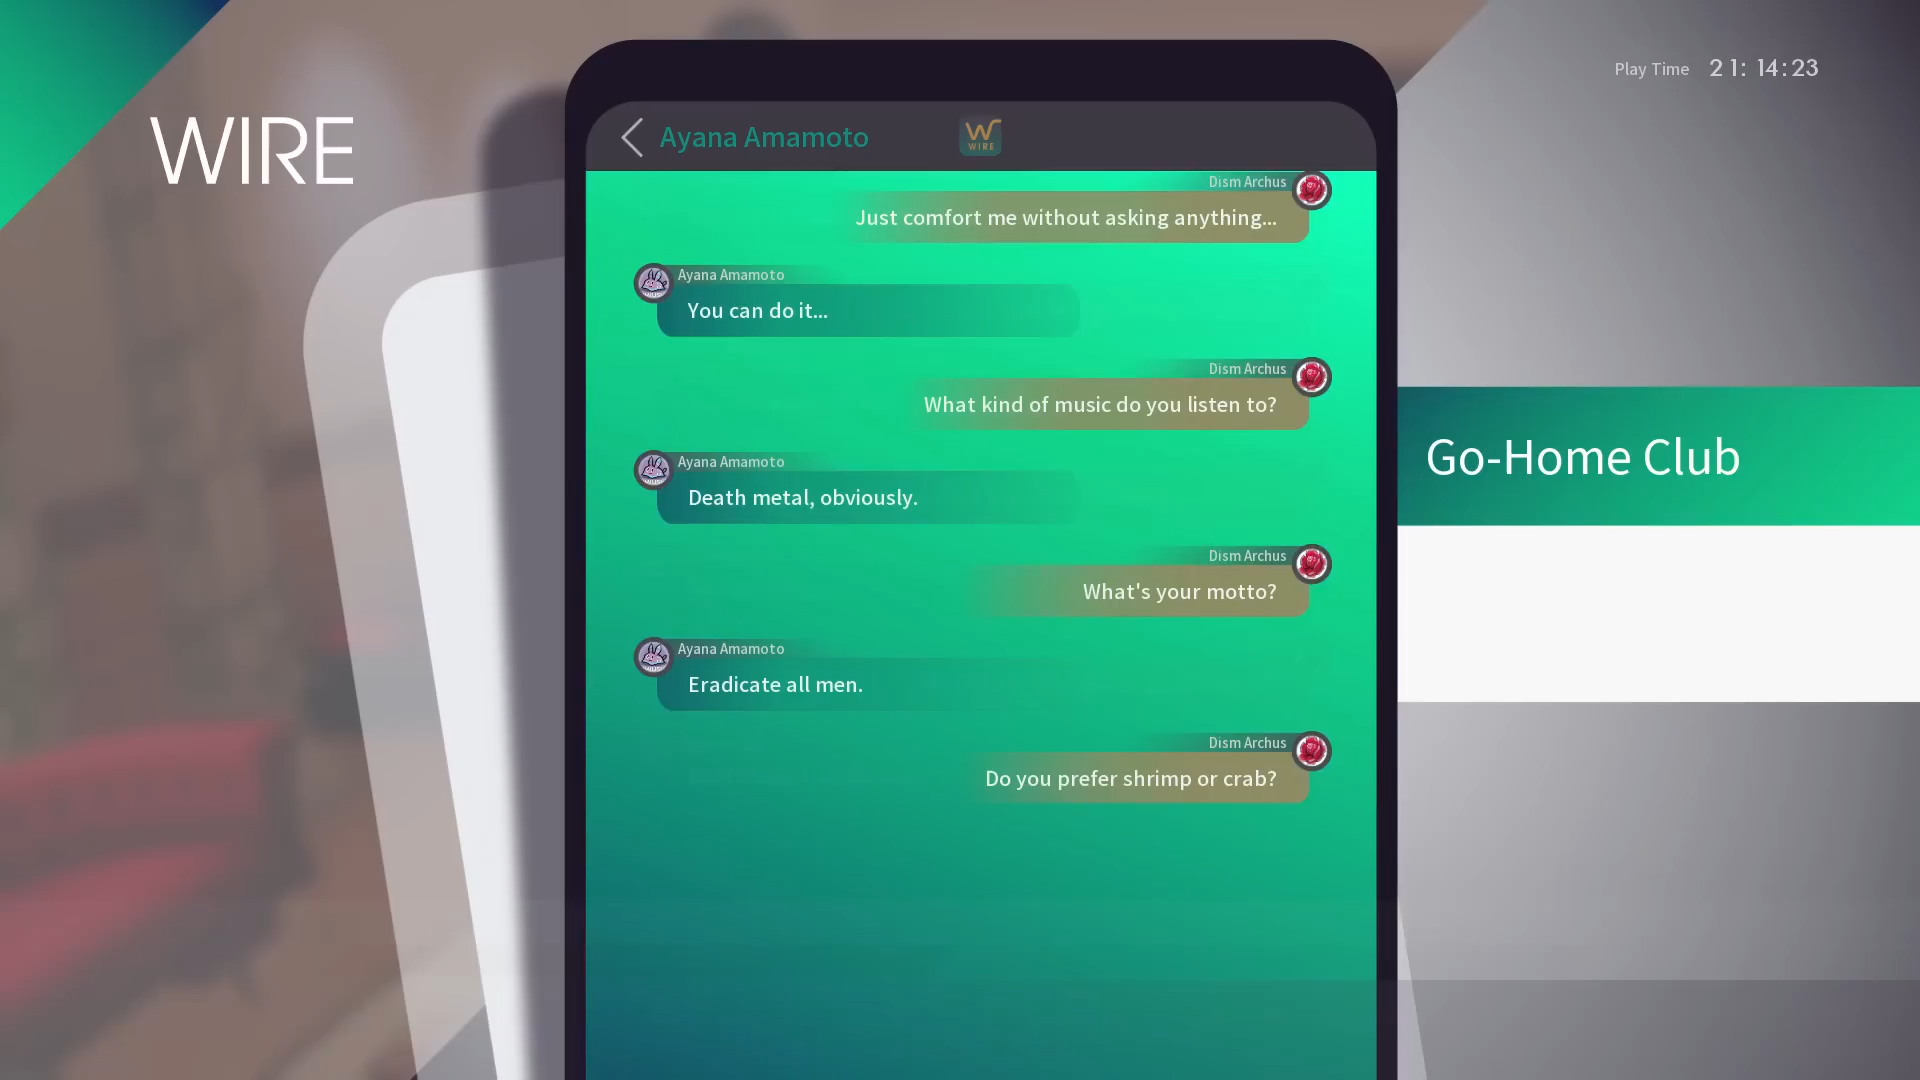 Play Time 21:14:23
WIRE
Ayana Amamoto
W
WIRE
Dism Archus
Just comfort me without asking anything...
Ayana Amamoto
You can do it...
Dism Archus
What kind of music do you listen to?
Ayana Amamoto
Death metal, obviously.
Go-Home Club
Dism Archus
What's your motto?
Ayana Amamoto
Eradicate all men.
Dism Archus
Do you prefer shrimp or crab?